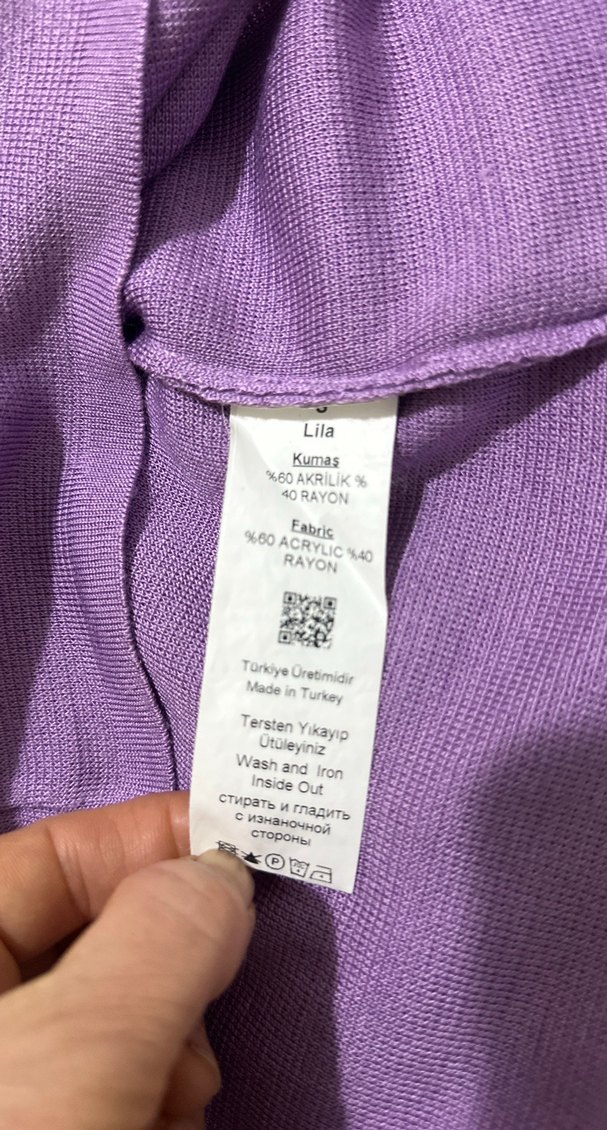 Lila
Kumaş
%60 AKRİLİK %
40 RAYON
Fabric
%60 ACRYLIC %40
RAYON
Türkiye Üretimidir
Made in Turkey
Tersten Yıkayıp
Ütüleyiniz
Wash and Iron
Inside Out
стирать и гладить
с изнаночной
стороны
P